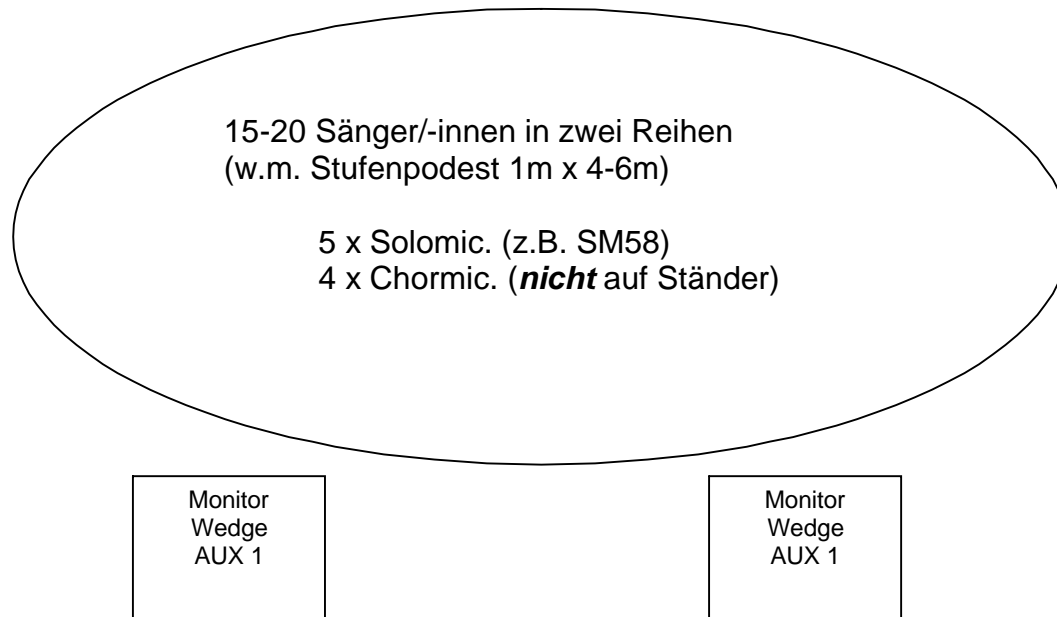 15-20 Sänger/-innen in zwei Reihen
(w.m. Stufenpodest 1m x 4-6m)
5 x Solomic. (z.B. SM58)
4 x Chormic. (nicht auf Ständer)
Monitor
Wedge
AUX 1
Monitor
Wedge
AUX 1